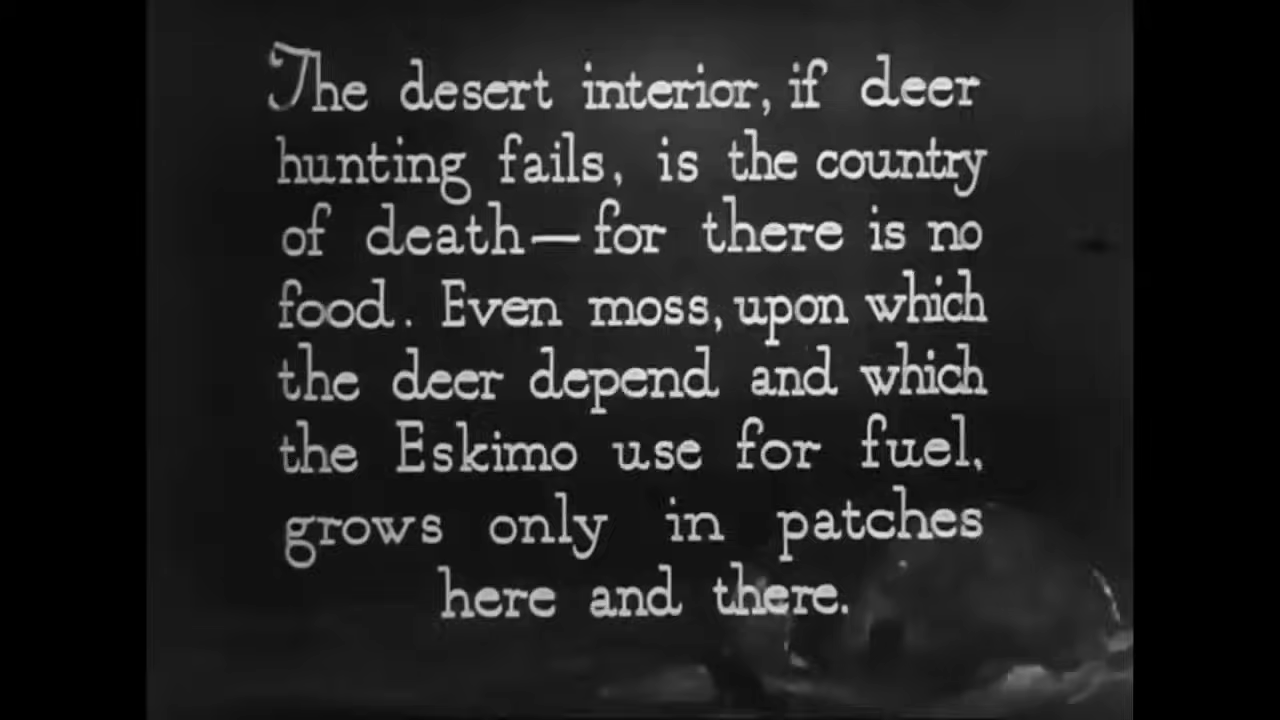 The desert interior, if deer
hunting fails, is the country
of death—for there is no
food. Even moss, upon which
the deer depend and which
the Eskimo use for fuel,
grows only in patches
here and there.